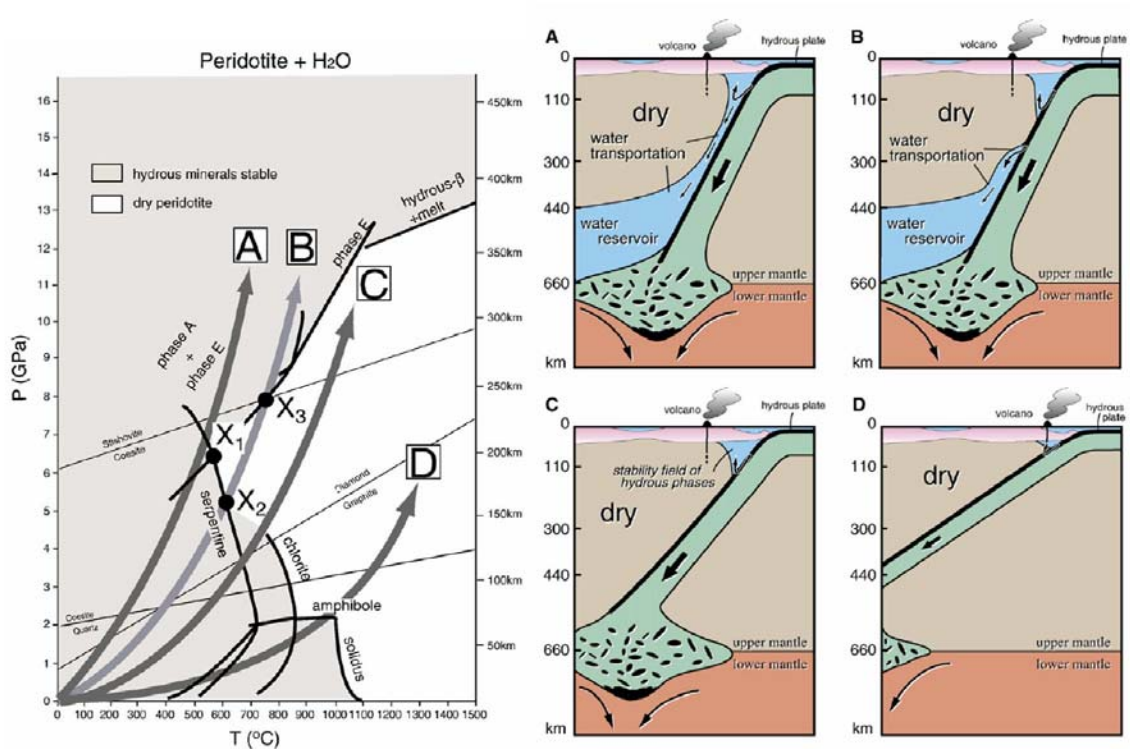 Peridotite + H2O
P (GPa)
16
15
14
13
12
11
10
9
8
7
6
5
4
3
2
1
0
450km
400km
350km
300km
250km
200km
150km
100km
50km
hydrous minerals stable
dry peridotite
hydrous-β
+melt
phase E
A
B
C
D
phase A
+
phase E
X3
X1
X2
Stishovite
Coesite
Diamond
Graphite
serpentine
chlorite
amphibole
Coesite
Quartz
solidus
0 100 200 300 400 500 600 700 800 900 1000 1100 1200 1300 1400 1500
T (°C)
A
volcano
hydrous plate
0
110
300
440
660
km
dry
water
transportation
water
reservoir
upper mantle
lower mantle
B
volcano
hydrous plate
0
110
300
440
660
km
dry
water
transportation
water
reservoir
upper mantle
lower mantle
C
volcano
hydrous plate
0
110
300
440
660
km
stability field of
hydrous phases
dry
upper mantle
lower mantle
D
volcano
hydrous
plate
0
110
300
440
660
km
dry
upper mantle
lower mantle